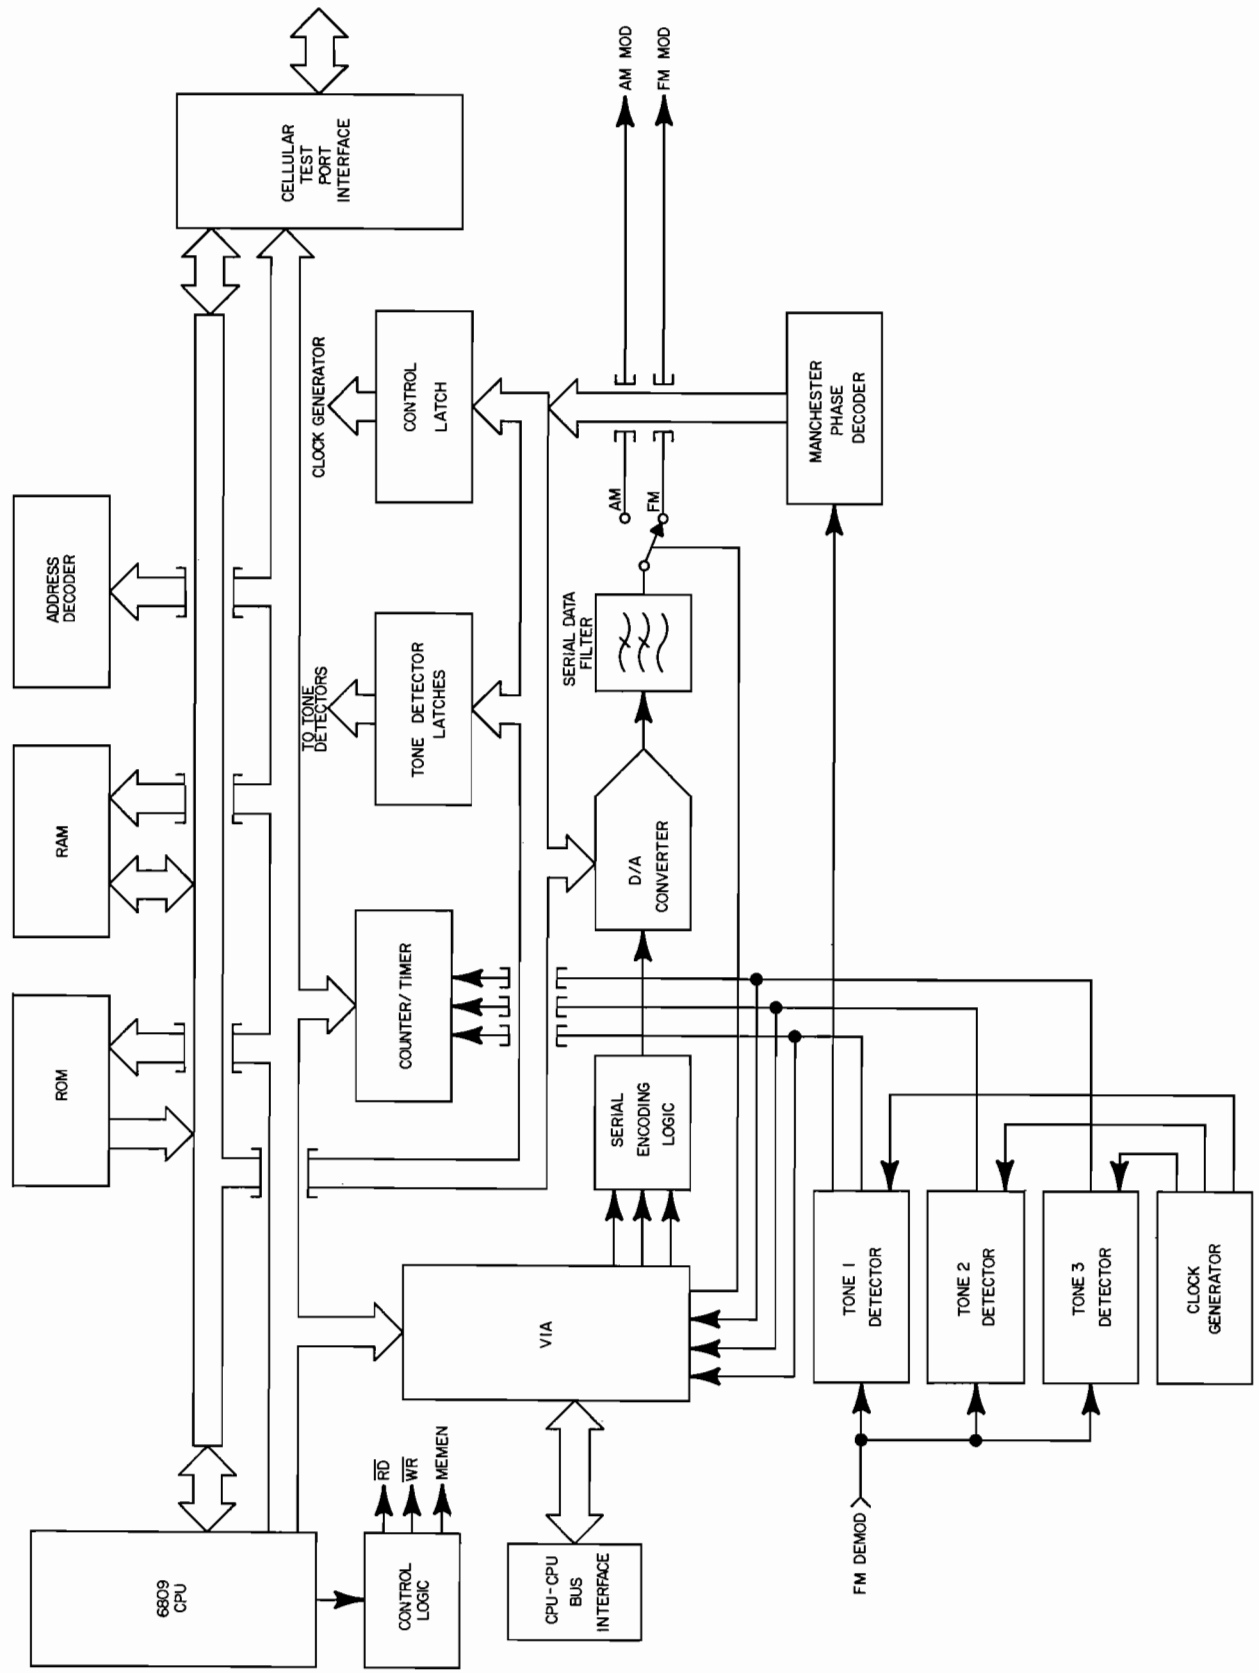 6809
CPU
ROM
RAM
ADDRESS
DECODER
CELLULAR
TEST
PORT
INTERFACE
CONTROL
LOGIC
RD
WR
MEMEN
COUNTER/TIMER
TO TONE
DETECTORS
TONE DETECTOR
LATCHES
CLOCK GENERATOR
CONTROL
LATCH
CPU-CPU
BUS
INTERFACE
VIA
SERIAL
ENCODING
LOGIC
D/A
CONVERTER
SERIAL DATA
FILTER
AM
FM
AM MOD
FM MOD
MANCHESTER
PHASE
DECODER
FM DEMOD
TONE 1
DETECTOR
TONE 2
DETECTOR
TONE 3
DETECTOR
CLOCK
GENERATOR